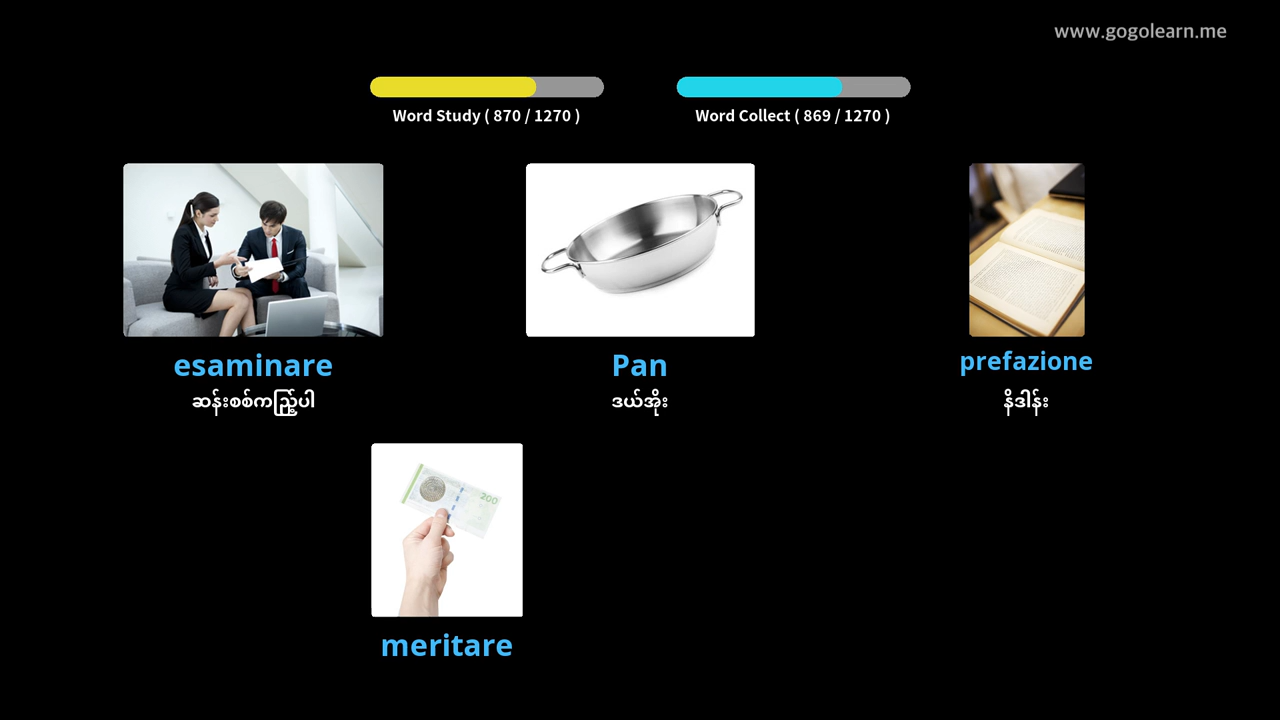 www.gogolearn.me
Word Study ( 870 / 1270 )
Word Collect ( 869 / 1270 )
esaminare
ဆန်းစစ်ကည့်ပြါ
Pan
ဒယ်အိုး
prefazione
နိဒါန်း
200
meritare